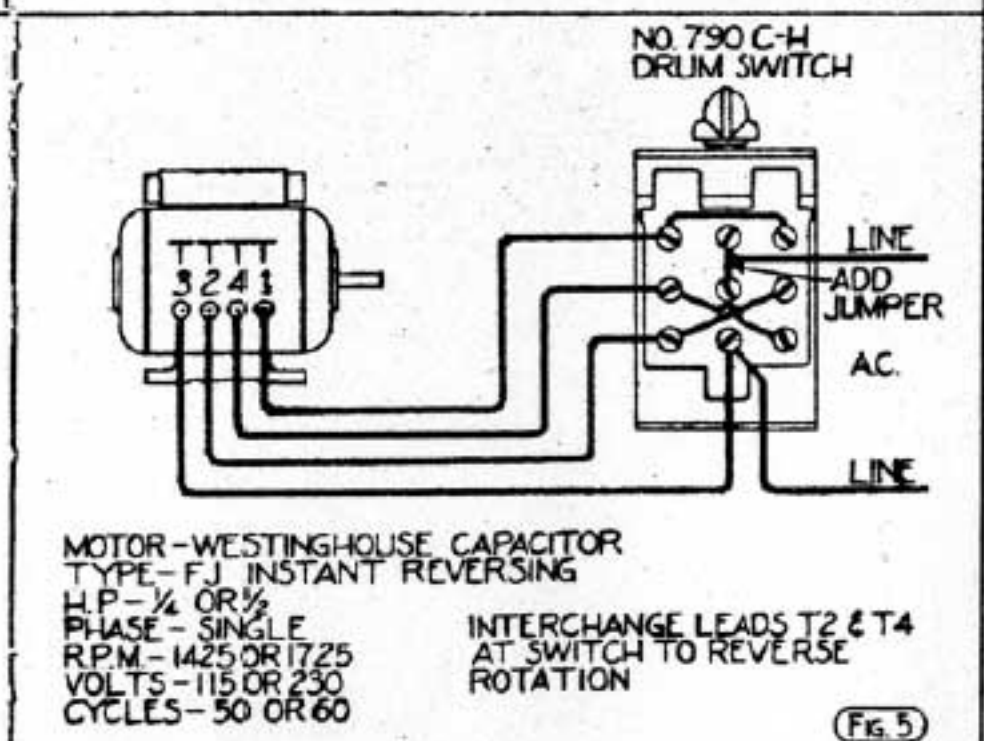 NO. 790 C-H
DRUM SWITCH
LINE
3 2 4 1
ADD
JUMPER
A.C.
LINE
MOTOR-WESTINGHOUSE CAPACITOR
TYPE-FJ INSTANT REVERSING
H.P-¼ OR ½
PHASE-SINGLE
R.P.M.-1425 OR 1725
VOLTS-115 OR 230
CYCLES-50 OR 60
INTERCHANGE LEADS T2 & T4
AT SWITCH TO REVERSE
ROTATION
FIG. 5